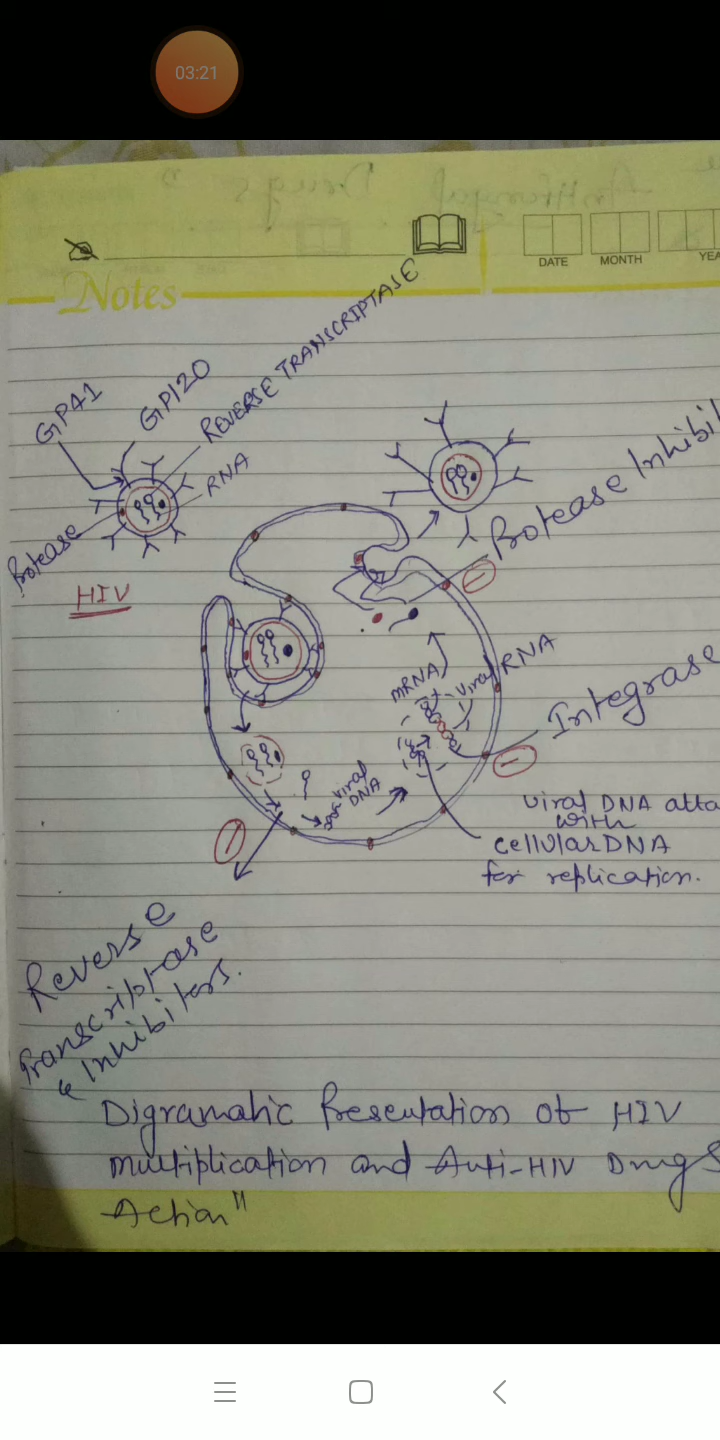 03:21
DATE
MONTH
YEA
Notes
GP41
GP120
REVERSE TRANSCRIPTASE
RNA
Protease
HIV
Protease Inhibi
mRNA
Viral RNA
Integrase
viral DNA
viral DNA atta
with
cellular DNA
for replication.
Reverse
Transcriptase
Inhibitors.
" Digramatic Presentation of HIV
multiplication and Anti-HIV Drugs
Action"